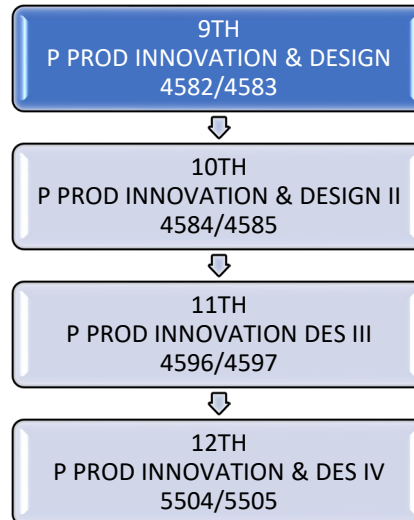 9TH
P PROD INNOVATION & DESIGN
4582/4583
10TH
P PROD INNOVATION & DESIGN II
4584/4585
11TH
P PROD INNOVATION DES III
4596/4597
12TH
P PROD INNOVATION & DES IV
5504/5505